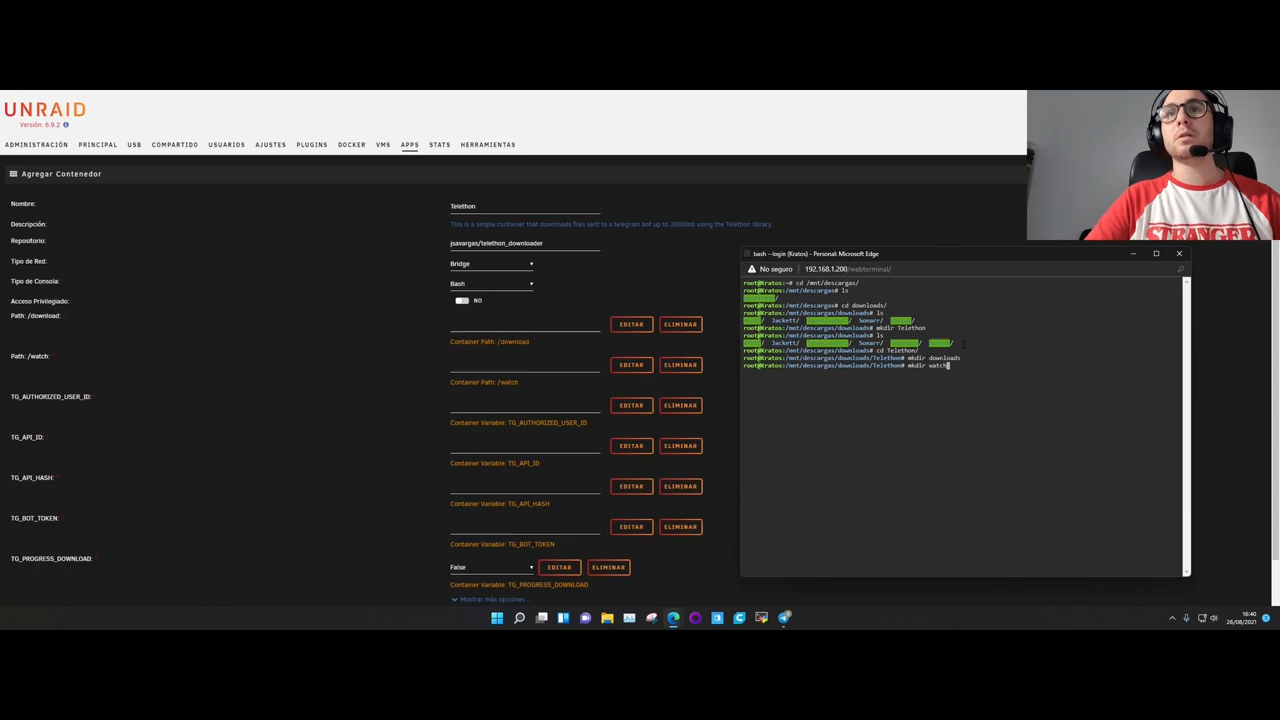 UNRAID
Versión: 6.9.2
ADMINISTRACIÓN PRINCIPAL USB COMPARTIDO USUARIOS AJUSTES PLUGINS DOCKER VMS APPS STATS HERRAMIENTAS
Agregar Contenedor
Nombre: Telethon
Descripción: This is a simple container that downloads files sent to a telegram bot up to 2000mb using the Telethon library.
Repositorio: jsavargas/telethon_downloader
Tipo de Red: Bridge
Tipo de Consola: Bash
Acceso Privilegiado: NO
Path: /download: EDITAR ELIMINAR
Container Path: /download
Path: /watch: EDITAR ELIMINAR
Container Path: /watch
TG_AUTHORIZED_USER_ID: EDITAR ELIMINAR
Container Variable: TG_AUTHORIZED_USER_ID
TG_API_ID: EDITAR ELIMINAR
Container Variable: TG_API_ID
TG_API_HASH: EDITAR ELIMINAR
Container Variable: TG_API_HASH
TG_BOT_TOKEN: EDITAR ELIMINAR
Container Variable: TG_BOT_TOKEN
TG_PROGRESS_DOWNLOAD: False EDITAR ELIMINAR
Container Variable: TG_PROGRESS_DOWNLOAD
Mostrar más opciones ...
bash --login (Kratos) - Personal: Microsoft Edge
No seguro 192.168.1.200/webterminal/
root@Kratos:~# cd /mnt/descargas/
root@Kratos:/mnt/descargas# ls
root@Kratos:/mnt/descargas# cd downloads/
root@Kratos:/mnt/descargas/downloads# ls
Jackett/ Sonarr/
root@Kratos:/mnt/descargas/downloads# mkdir Telethon
root@Kratos:/mnt/descargas/downloads# ls
Jackett/ Sonarr/
root@Kratos:/mnt/descargas/downloads# cd Telethon/
root@Kratos:/mnt/descargas/downloads/Telethon# mkdir downloads
root@Kratos:/mnt/descargas/downloads/Telethon# mkdir watch
STRANGER
16:40
26/08/2021